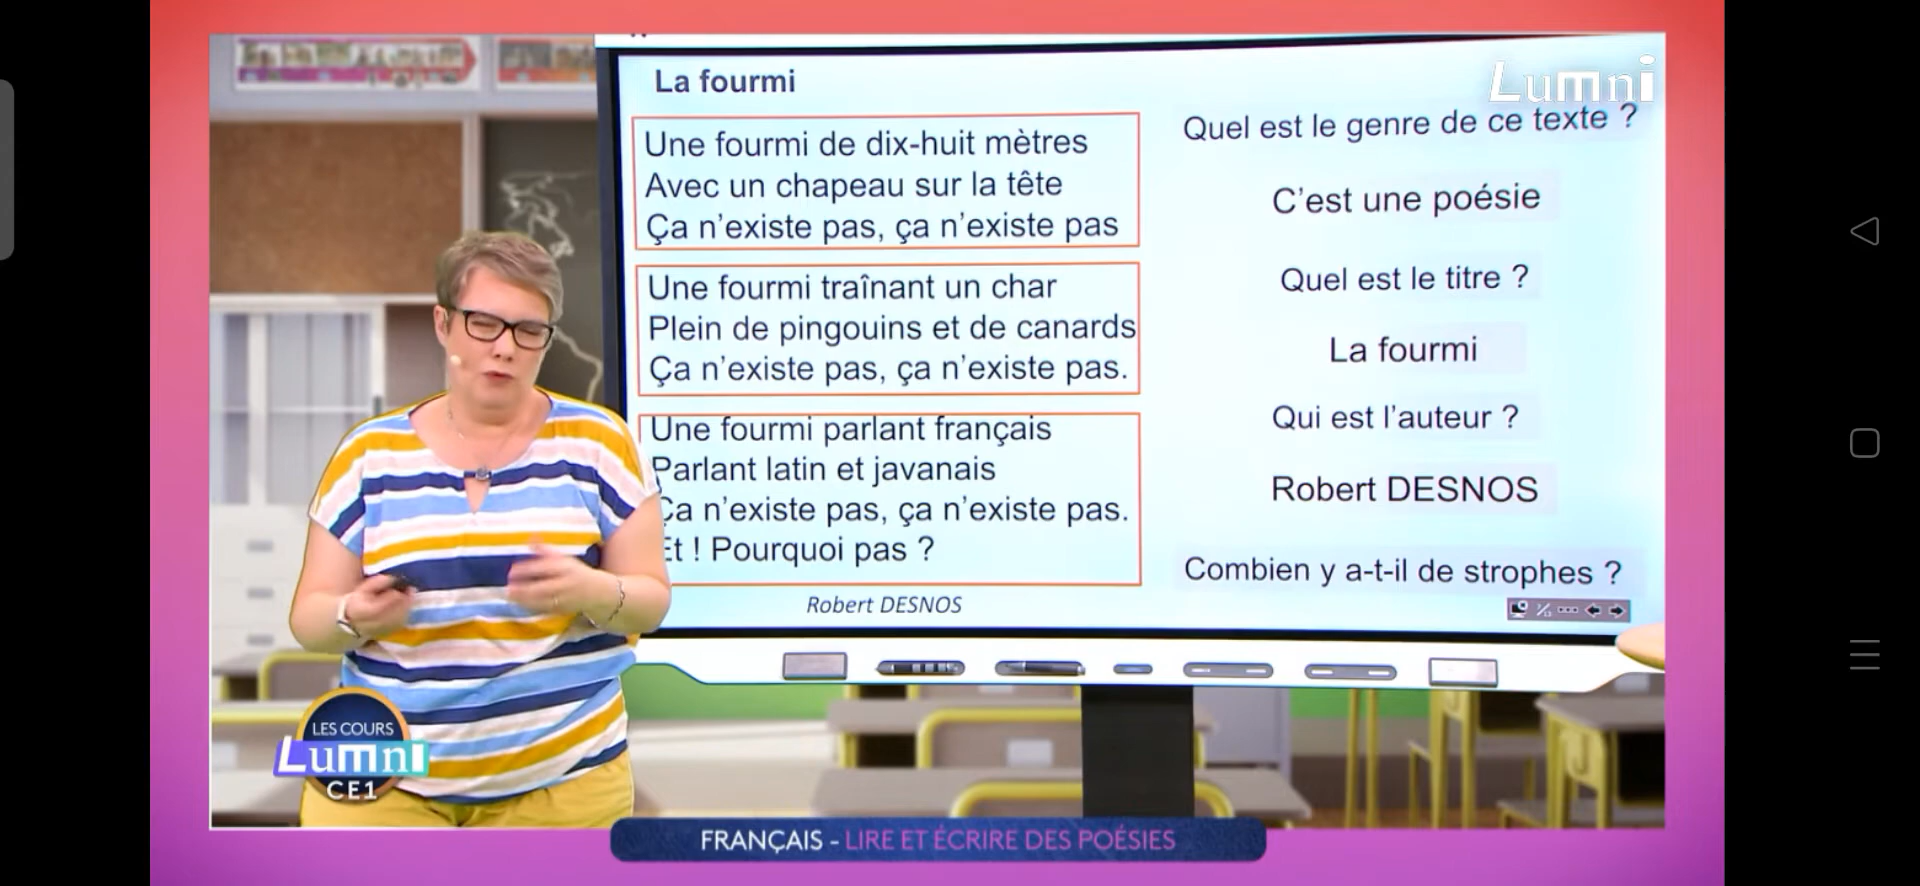 La fourmi
Une fourmi de dix-huit mètres
Avec un chapeau sur la tête
Ça n'existe pas, ça n'existe pas
Une fourmi traînant un char
Plein de pingouins et de canards
Ça n'existe pas, ça n'existe pas.
Une fourmi parlant français
Parlant latin et javanais
Ça n'existe pas, ça n'existe pas.
Et ! Pourquoi pas ?
Robert DESNOS
Lumni
Quel est le genre de ce texte ?
C'est une poésie
Quel est le titre ?
La fourmi
Qui est l'auteur ?
Robert DESNOS
Combien y a-t-il de strophes ?
LES COURS
Lumni
CE1
FRANÇAIS - LIRE ET ÉCRIRE DES POÉSIES